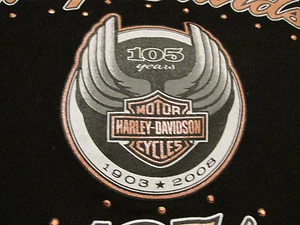 105
years
MOTOR
HARLEY-DAVIDSON
CYCLES
1903 ★ 2008